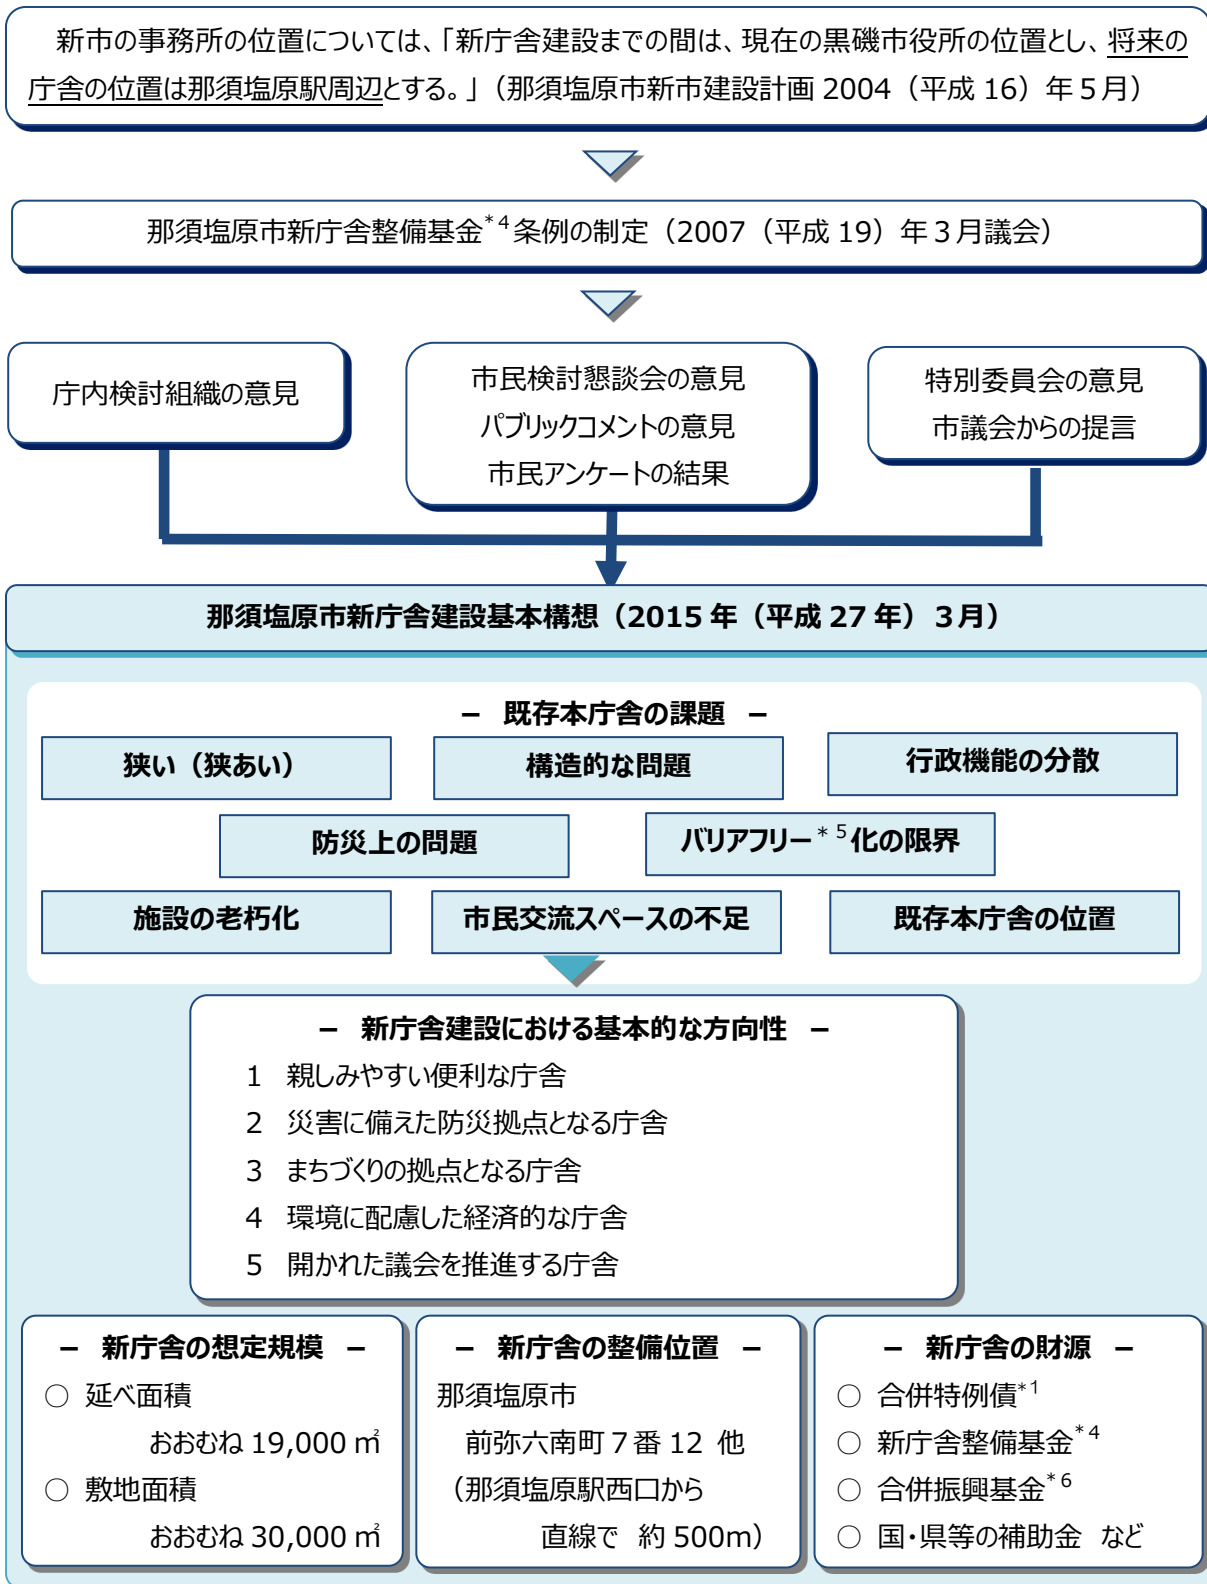 新市の事務所の位置については、「新庁舎建設までの間は、現在の黒磯市役所の位置とし、将来の
庁舎の位置は那須塩原駅周辺とする。」（那須塩原市新市建設計画 2004（平成 16）年５月）
那須塩原市新庁舎整備基金*4条例の制定（2007（平成 19）年３月議会）
庁内検討組織の意見
市民検討懇談会の意見
パブリックコメントの意見
市民アンケートの結果
特別委員会の意見
市議会からの提言
那須塩原市新庁舎建設基本構想（2015 年（平成 27 年）３月）
－ 既存本庁舎の課題 －
狭い（狭あい）
構造的な問題
行政機能の分散
防災上の問題
バリアフリー*5化の限界
施設の老朽化
市民交流スペースの不足
既存本庁舎の位置
－ 新庁舎建設における基本的な方向性 －
1 親しみやすい便利な庁舎
2 災害に備えた防災拠点となる庁舎
3 まちづくりの拠点となる庁舎
4 環境に配慮した経済的な庁舎
5 開かれた議会を推進する庁舎
－ 新庁舎の想定規模 －
○ 延べ面積
おおむね 19,000 ㎡
○ 敷地面積
おおむね 30,000 ㎡
－ 新庁舎の整備位置 －
那須塩原市
前弥六南町 7 番 12 他
（那須塩原駅西口から
直線で 約 500m）
－ 新庁舎の財源 －
○ 合併特例債*1
○ 新庁舎整備基金*4
○ 合併振興基金*6
○ 国・県等の補助金 など